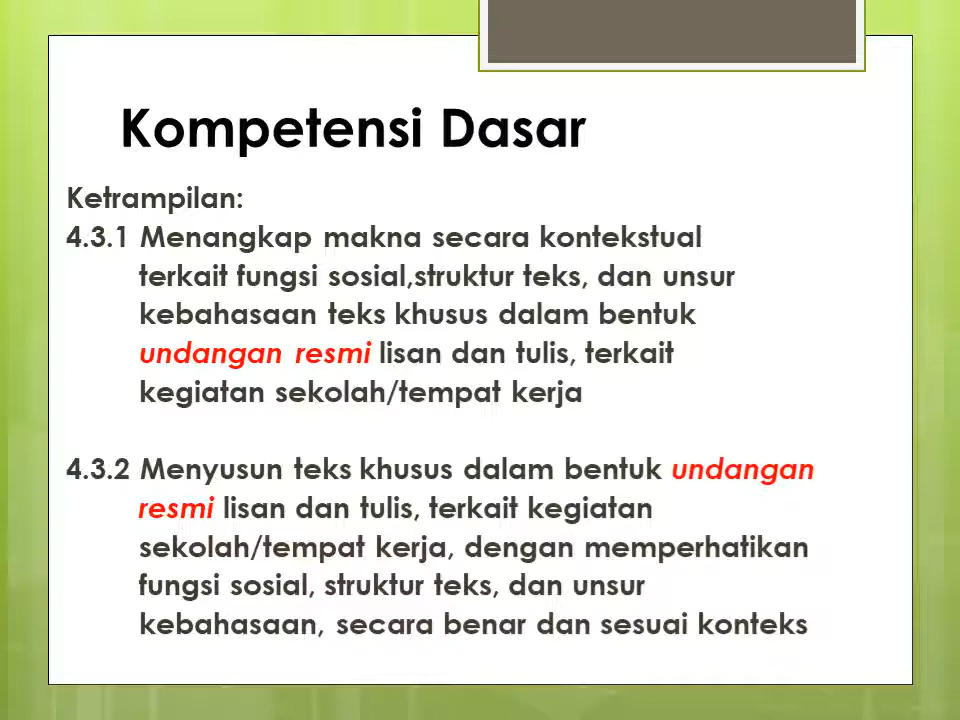 Kompetensi Dasar
Ketrampilan:
4.3.1 Menangkap makna secara kontekstual
terkait fungsi sosial,struktur teks, dan unsur
kebahasaan teks khusus dalam bentuk
undangan resmi lisan dan tulis, terkait
kegiatan sekolah/tempat kerja
4.3.2 Menyusun teks khusus dalam bentuk undangan
resmi lisan dan tulis, terkait kegiatan
sekolah/tempat kerja, dengan memperhatikan
fungsi sosial, struktur teks, dan unsur
kebahasaan, secara benar dan sesuai konteks